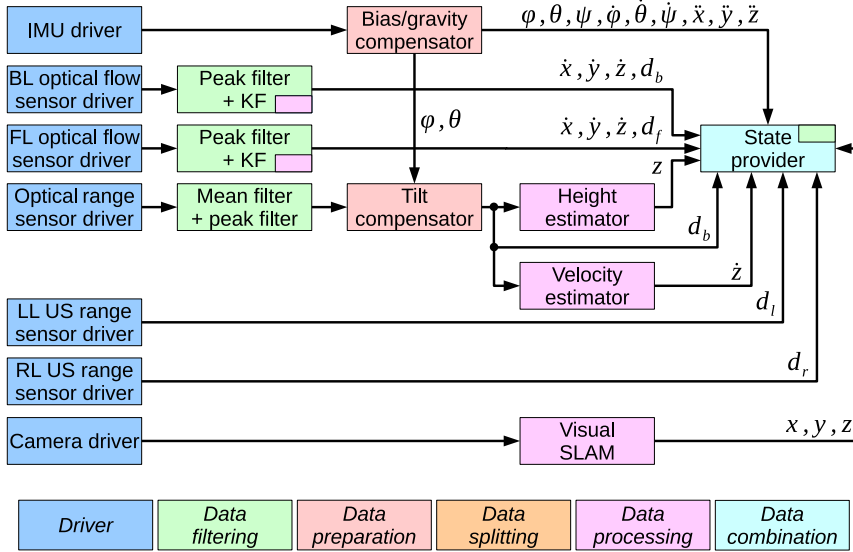 IMU driver
Bias/gravity
compensator
φ, θ, ψ, φ̇, θ̇, ψ̇, ẍ, ÿ, z̈
BL optical flow
sensor driver
Peak filter
+ KF
ẋ, ẏ, ż, d_b
φ, θ
FL optical flow
sensor driver
Peak filter
+ KF
ẋ, ẏ, ż, d_f
State
provider
z
Optical range
sensor driver
Mean filter
+ peak filter
Tilt
compensator
Height
estimator
d_b
Velocity
estimator
ż
LL US range
sensor driver
d_l
RL US range
sensor driver
d_r
Camera driver
Visual
SLAM
x, y, z
Driver
Data
filtering
Data
preparation
Data
splitting
Data
processing
Data
combination